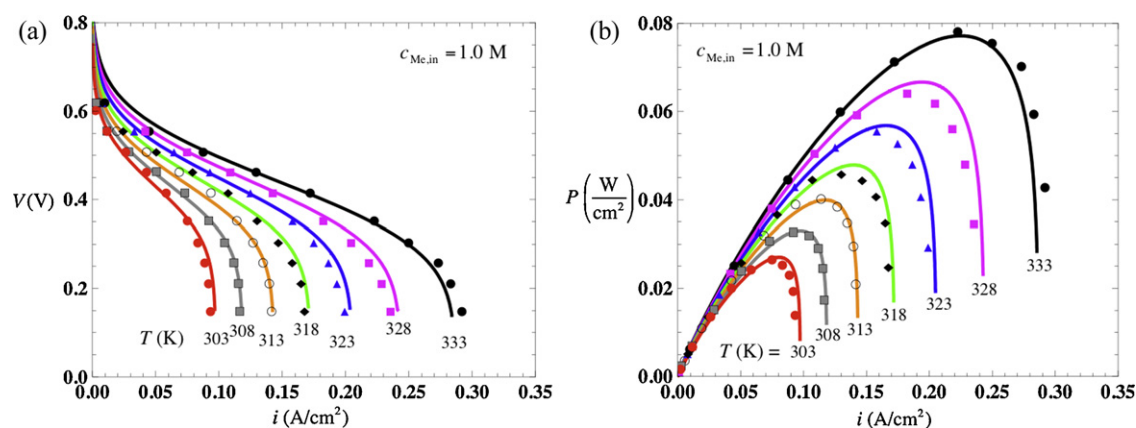 (a)
0.8
c_Me,in = 1.0 M
0.6
V(V) 0.4
0.2
T (K) 303 308 313 318 323 328 333
0.0
0.00 0.05 0.10 0.15 0.20 0.25 0.30 0.35
i (A/cm²)
(b)
0.08
c_Me,in = 1.0 M
0.06
P (W/cm²) 0.04
0.02
T (K) = 303 308 313 318 323 328 333
0.00
0.00 0.05 0.10 0.15 0.20 0.25 0.30 0.35
i (A/cm²)